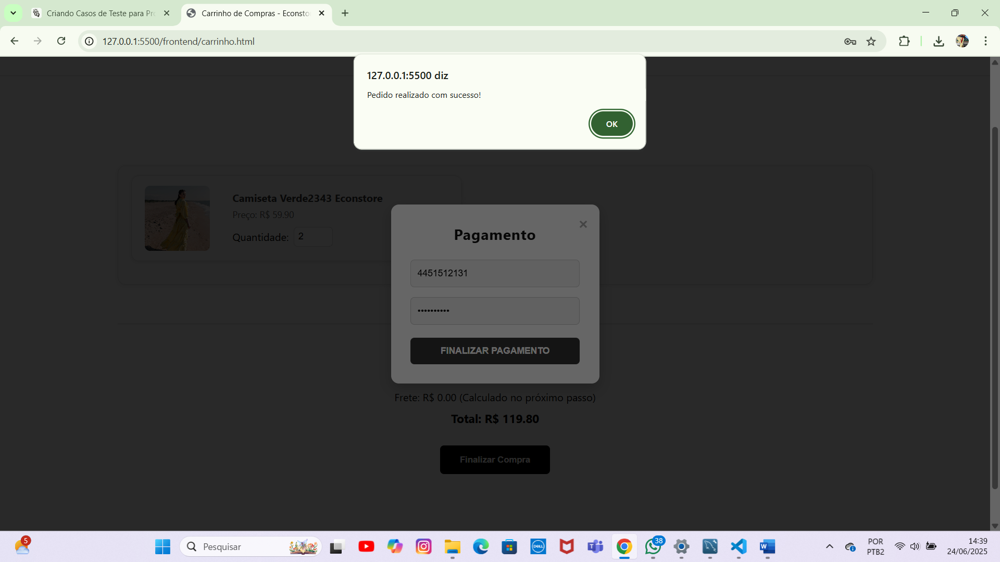 Criando Casos de Teste para Pro
Carrinho de Compras - Econsto
127.0.0.1:5500/frontend/carrinho.html
127.0.0.1:5500 diz
Pedido realizado com sucesso!
OK
Camiseta Verde2343 Econstore
Preço: R$ 59.90
Quantidade: 2
Pagamento
×
4451512131
••••••••••
FINALIZAR PAGAMENTO
Frete: R$ 0.00 (Calculado no próximo passo)
Total: R$ 119.80
Finalizar Compra
5
Pesquisar
DELL
38
W
POR
PTB2
14:39
24/06/2025